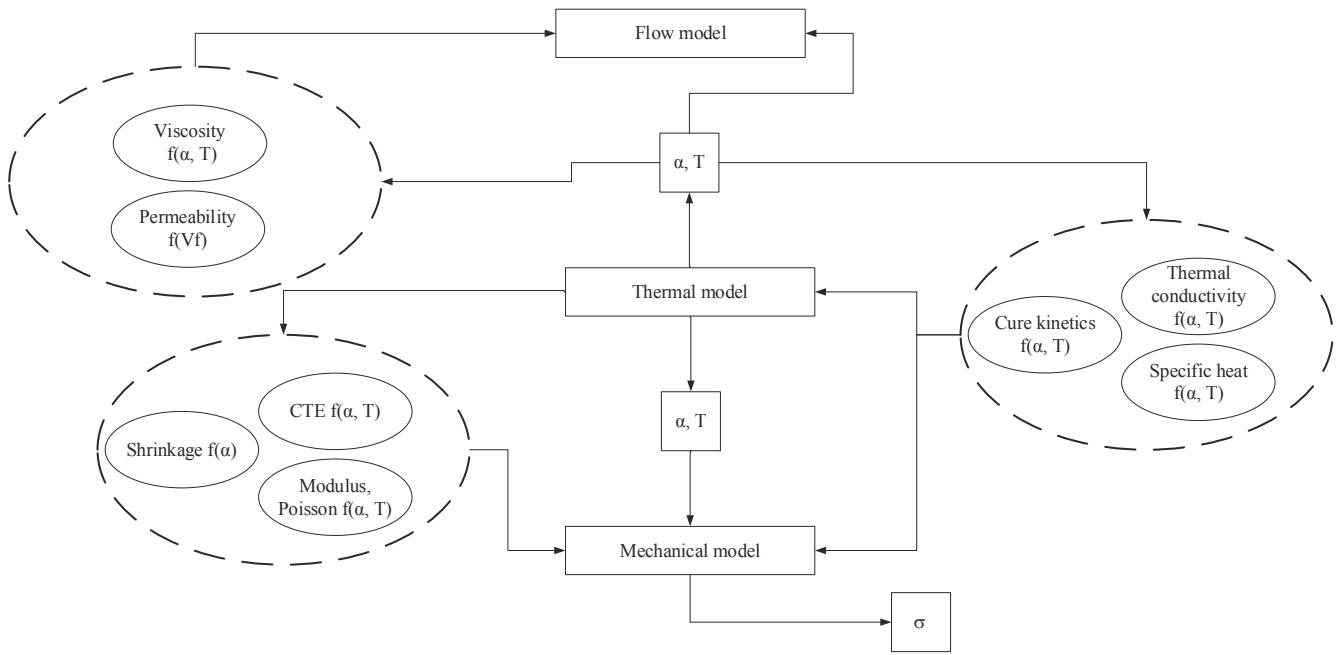 Flow model
Viscosity
f(α, T)
α, T
Permeability
f(Vf)
Thermal model
Thermal
conductivity
f(α, T)
Cure kinetics
f(α, T)
Specific heat
f(α, T)
CTE f(α, T)
α, T
Shrinkage f(α)
Modulus,
Poisson f(α, T)
Mechanical model
σ